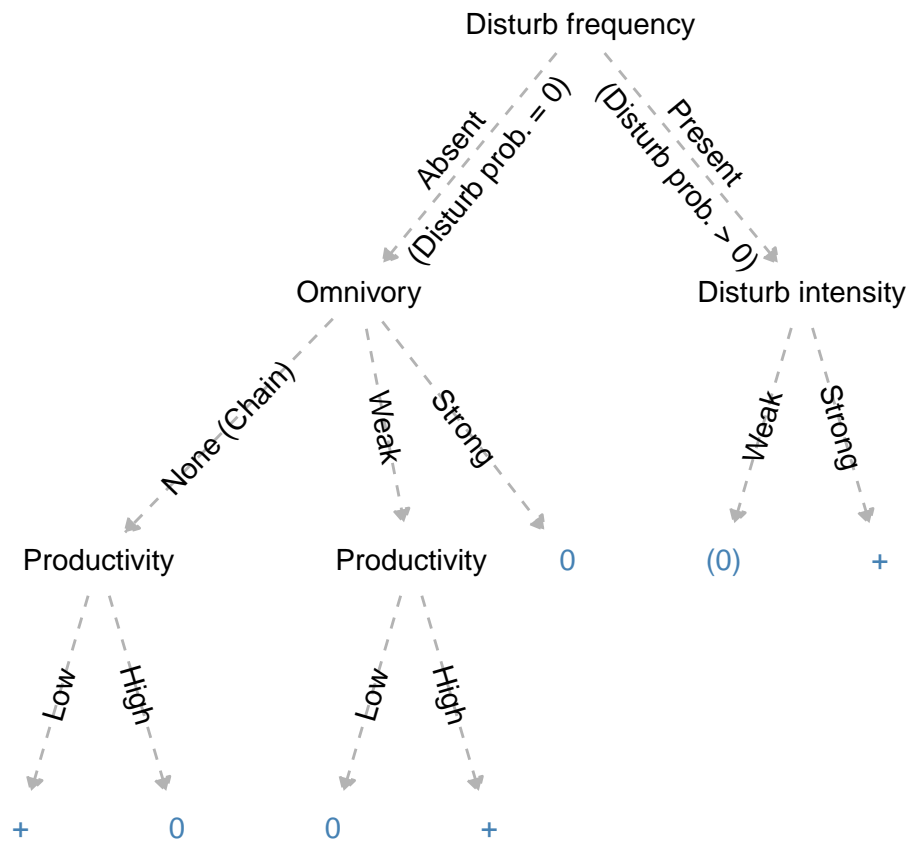 Disturb frequency
Absent
(Disturb prob. = 0)
Present
(Disturb prob. > 0)
Omnivory
Disturb intensity
None (Chain)
Weak
Strong
Weak
Strong
Productivity
Productivity
0
(0)
+
Low
High
Low
High
+
0
0
+